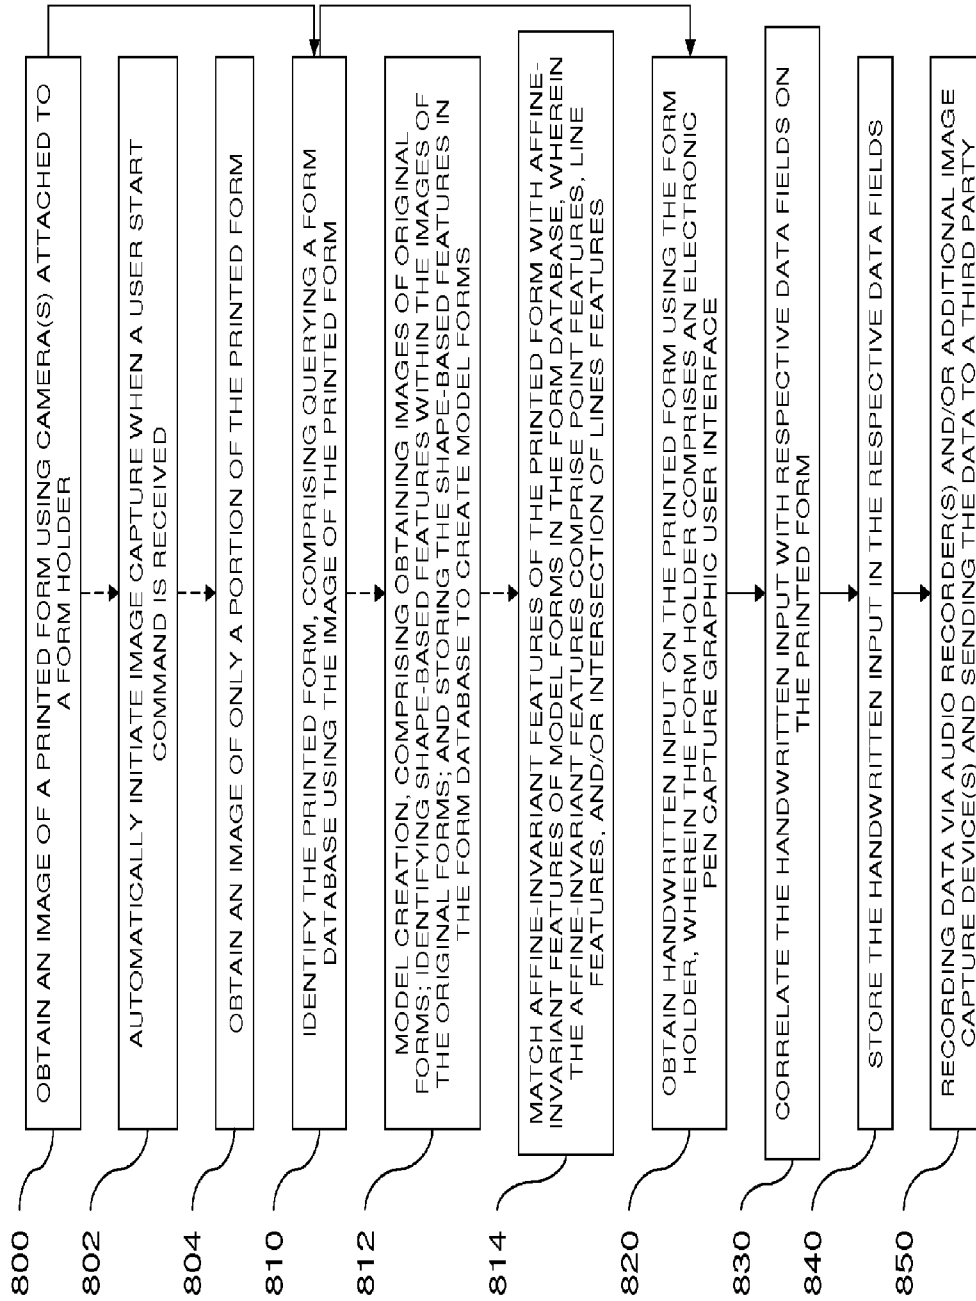 800
OBTAIN AN IMAGE OF A PRINTED FORM USING CAMERA(S) ATTACHED TO
A FORM HOLDER
802
AUTOMATICALLY INITIATE IMAGE CAPTURE WHEN A USER START
COMMAND IS RECEIVED
804
OBTAIN AN IMAGE OF ONLY A PORTION OF THE PRINTED FORM
810
IDENTIFY THE PRINTED FORM, COMPRISING QUERYING A FORM
DATABASE USING THE IMAGE OF THE PRINTED FORM
812
MODEL CREATION, COMPRISING OBTAINING IMAGES OF ORIGINAL
FORMS; IDENTIFYING SHAPE-BASED FEATURES WITHIN THE IMAGES OF
THE ORIGINAL FORMS; AND STORING THE SHAPE-BASED FEATURES IN
THE FORM DATABASE TO CREATE MODEL FORMS
814
MATCH AFFINE-INVARIANT FEATURES OF THE PRINTED FORM WITH AFFINE-
INVARIANT FEATURES OF MODEL FORMS IN THE FORM DATABASE, WHEREIN
THE AFFINE-INVARIANT FEATURES COMPRISE POINT FEATURES, LINE
FEATURES, AND/OR INTERSECTION OF LINES FEATURES
820
OBTAIN HANDWRITTEN INPUT ON THE PRINTED FORM USING THE FORM
HOLDER, WHEREIN THE FORM HOLDER COMPRISES AN ELECTRONIC
PEN CAPTURE GRAPHIC USER INTERFACE
830
CORRELATE THE HANDWRITTEN INPUT WITH RESPECTIVE DATA FIELDS ON
THE PRINTED FORM
840
STORE THE HANDWRITTEN INPUT IN THE RESPECTIVE DATA FIELDS
850
RECORDING DATA VIA AUDIO RECORDER(S) AND/OR ADDITIONAL IMAGE
CAPTURE DEVICE(S) AND SENDING THE DATA TO A THIRD PARTY